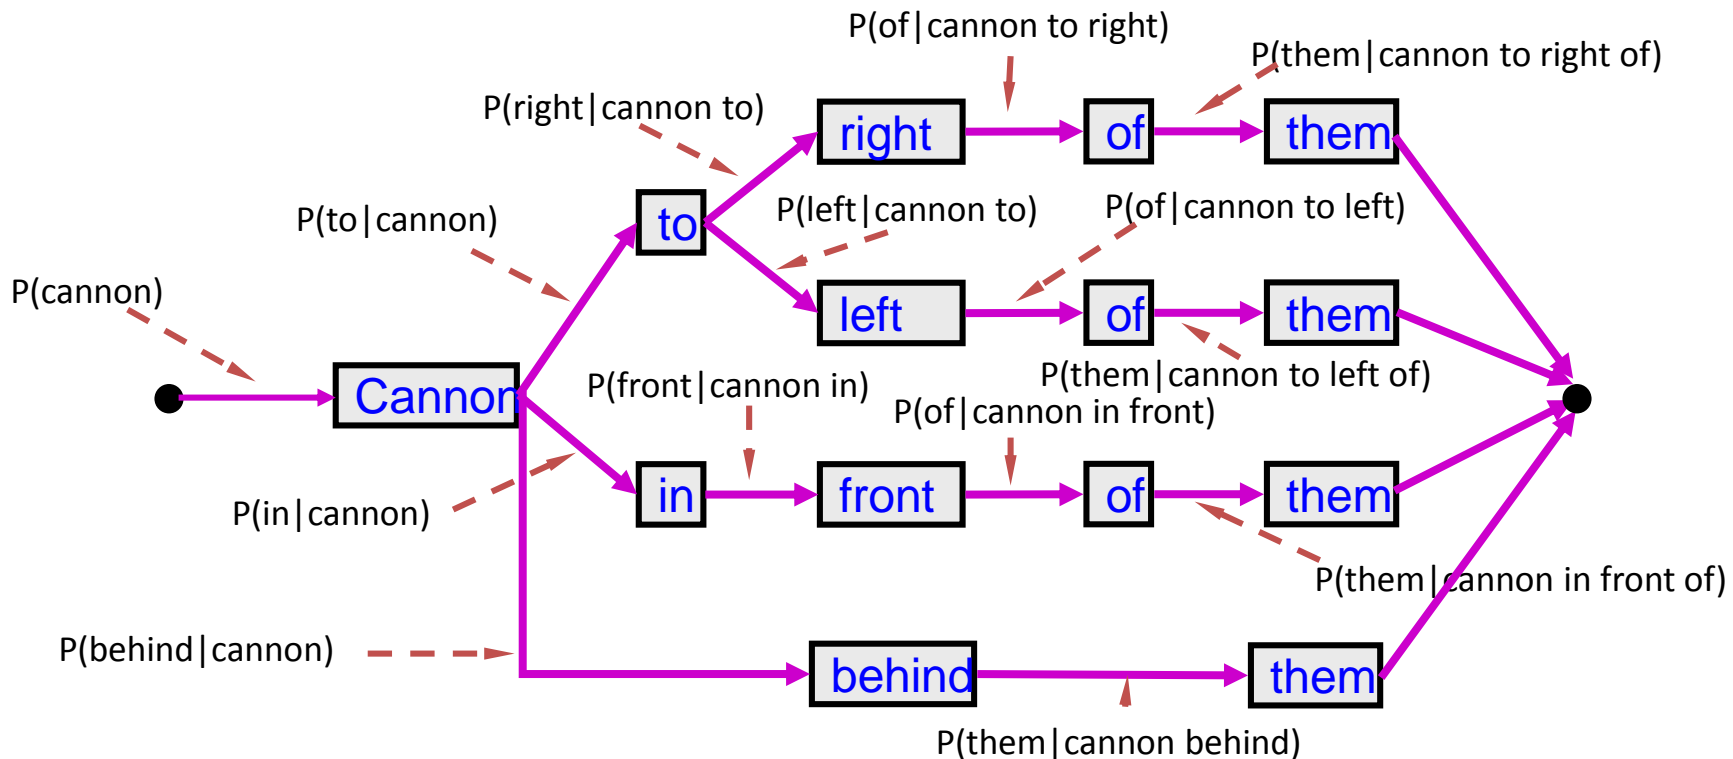 P(of|cannon to right)
P(them|cannon to right of)
P(right|cannon to)
right
of
them
P(to|cannon)
to
P(left|cannon to)
P(of|cannon to left)
P(cannon)
left
of
them
Cannon
P(front|cannon in)
P(them|cannon to left of)
P(of|cannon in front)
P(in|cannon)
in
front
of
them
P(them|cannon in front of)
P(behind|cannon)
behind
them
P(them|cannon behind)